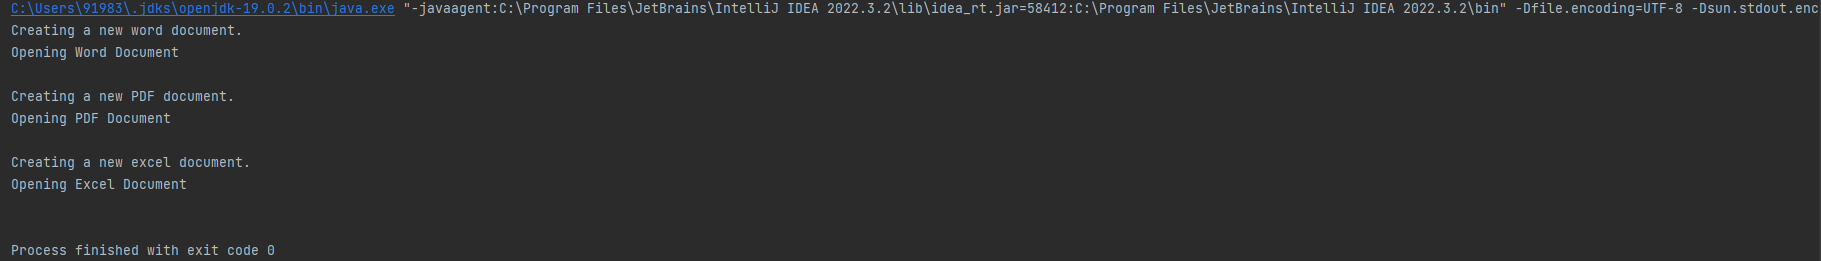 C:\Users\91983\.jdks\openjdk-19.0.2\bin\java.exe "-javaagent:C:\Program Files\JetBrains\IntelliJ IDEA 2022.3.2\lib\idea_rt.jar=58412:C:\Program Files\JetBrains\IntelliJ IDEA 2022.3.2\bin" -Dfile.encoding=UTF-8 -Dsun.stdout.enc
Creating a new word document.
Opening Word Document
Creating a new PDF document.
Opening PDF Document
Creating a new excel document.
Opening Excel Document
Process finished with exit code 0